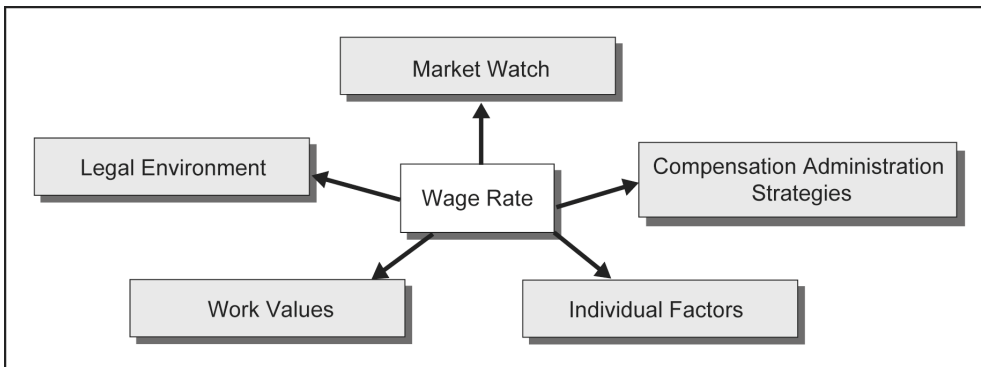 Market Watch
Legal Environment
Compensation Administration
Strategies
Wage Rate
Work Values
Individual Factors